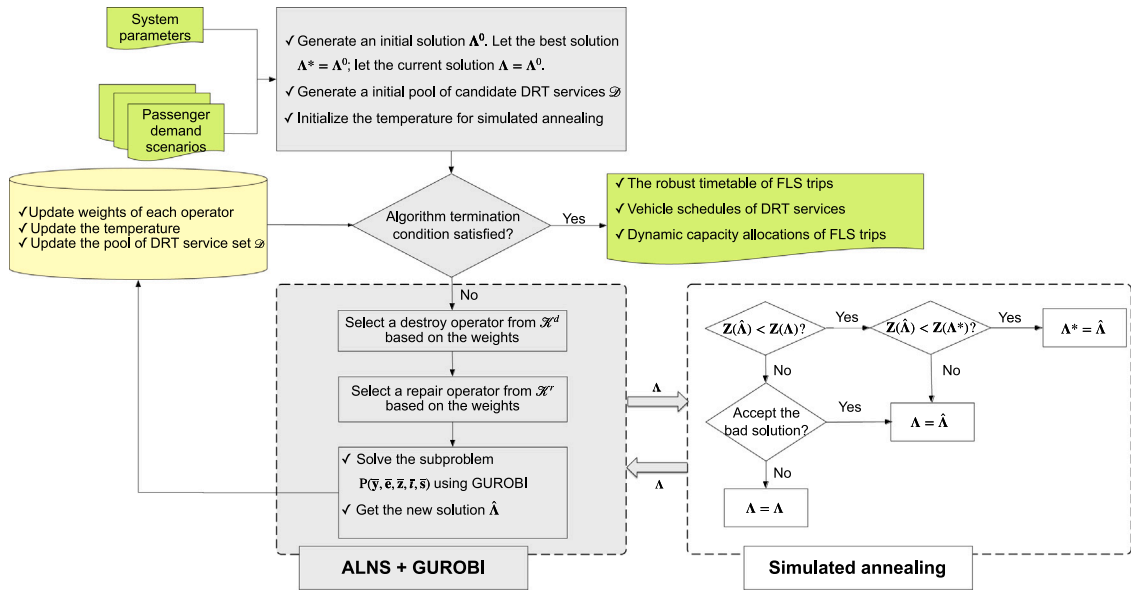 System
parameters
Passenger
demand
scenarios
✓ Generate an initial solution Λ⁰. Let the best solution
Λ* = Λ⁰; let the current solution Λ = Λ⁰.
✓ Generate a initial pool of candidate DRT services 𝒟
✓ Initialize the temperature for simulated annealing
✓Update weights of each operator
✓Update the temperature
✓Update the pool of DRT service set 𝒟
Algorithm termination
condition satisfied?
Yes
✓ The robust timetable of FLS trips
✓ Vehicle schedules of DRT services
✓ Dynamic capacity allocations of FLS trips
No
Select a destroy operator from 𝒦ᵈ
based on the weights
Select a repair operator from 𝒦ʳ
based on the weights
✓ Solve the subproblem
P(ȳ, ē, z̄, t̄, s̄) using GUROBI
✓ Get the new solution Λ̂
ALNS + GUROBI
Λ
Λ
Z(Λ̂) < Z(Λ)?
Yes
Z(Λ̂) < Z(Λ*)?
Yes
Λ* = Λ̂
No
No
Accept the
bad solution?
Yes
Λ = Λ̂
No
Λ = Λ
Simulated annealing